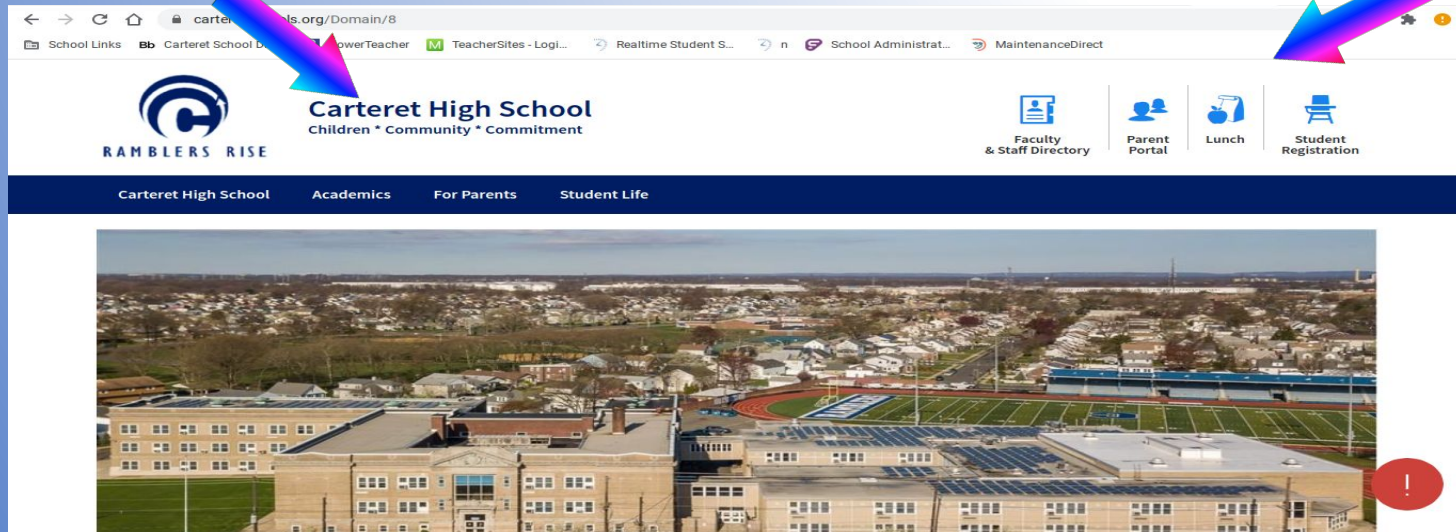 ls.org/Domain/8
School Links Bb Carteret School PowerTeacher TeacherSites - Logi... Realtime Student S... n School Administrat... MaintenanceDirect
Carteret High School
Children * Community * Commitment
RAMBLERS RISE
Faculty
& Staff Directory
Parent
Portal
Lunch
Student
Registration
Carteret High School Academics For Parents Student Life